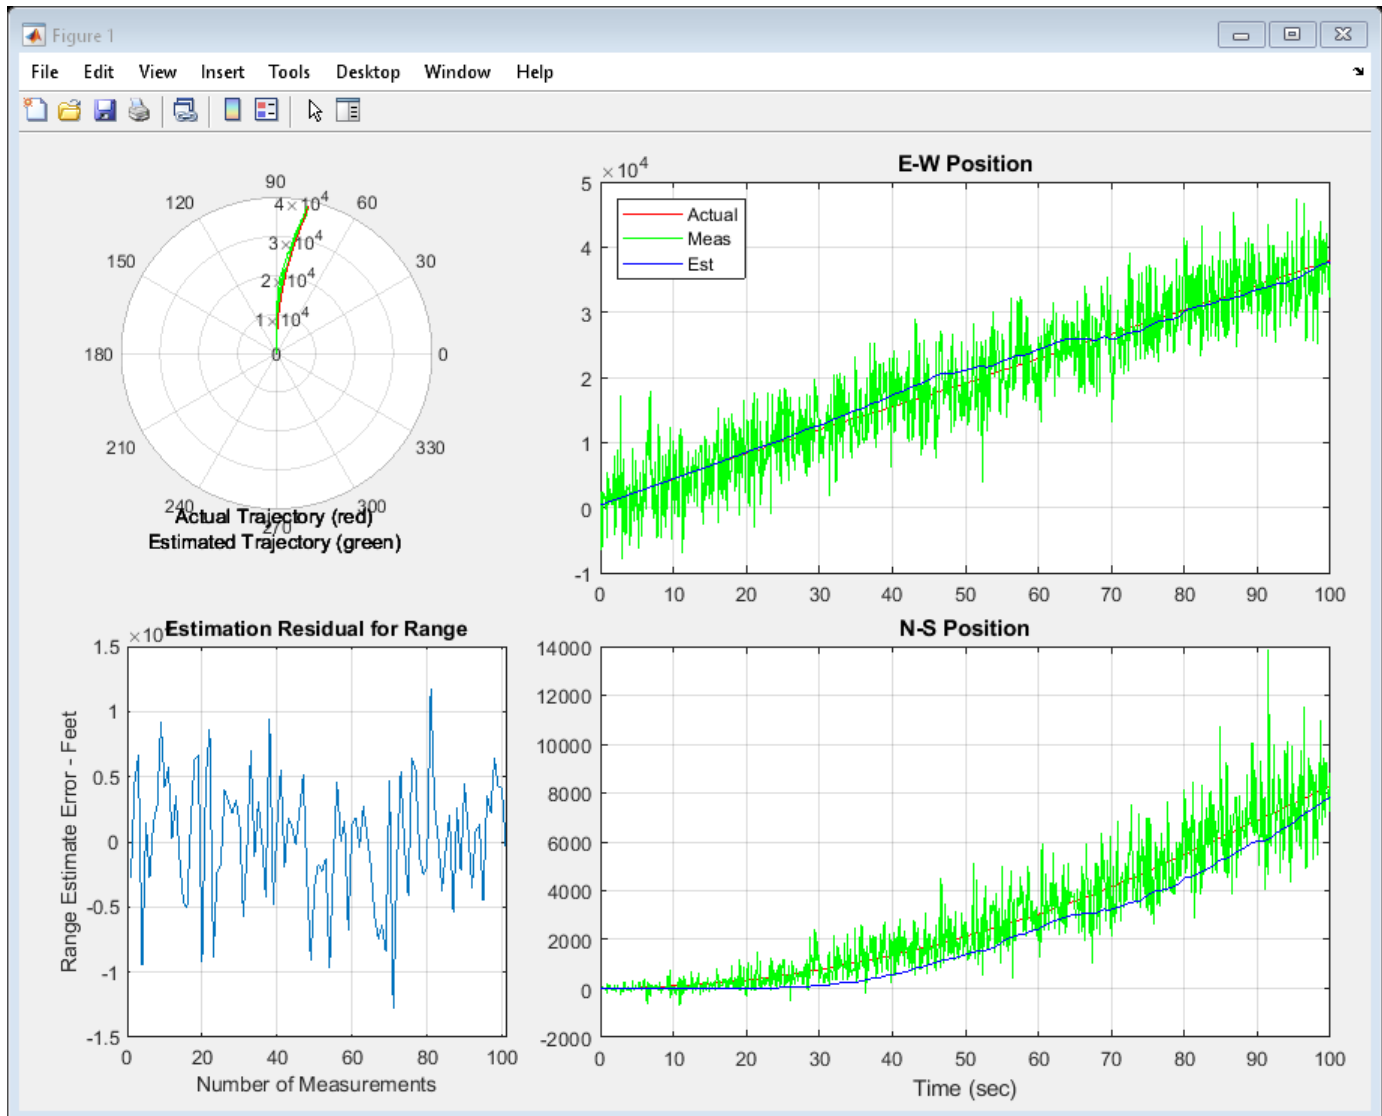 Figure 1
File Edit View Insert Tools Desktop Window Help
90
120 60
4×10^4
150 30
3×10^4
2×10^4
1×10^4
180 0 0
210 330
240 300
270
Actual Trajectory (red)
Estimated Trajectory (green)
E-W Position
×10^4
5
4
3
2
1
0
-1
Actual
Meas
Est
0 10 20 30 40 50 60 70 80 90 100
Estimation Residual for Range
×10
1.5
1
0.5
0
-0.5
-1
-1.5
Range Estimate Error - Feet
0 20 40 60 80 100
Number of Measurements
N-S Position
14000
12000
10000
8000
6000
4000
2000
0
-2000
0 10 20 30 40 50 60 70 80 90 100
Time (sec)